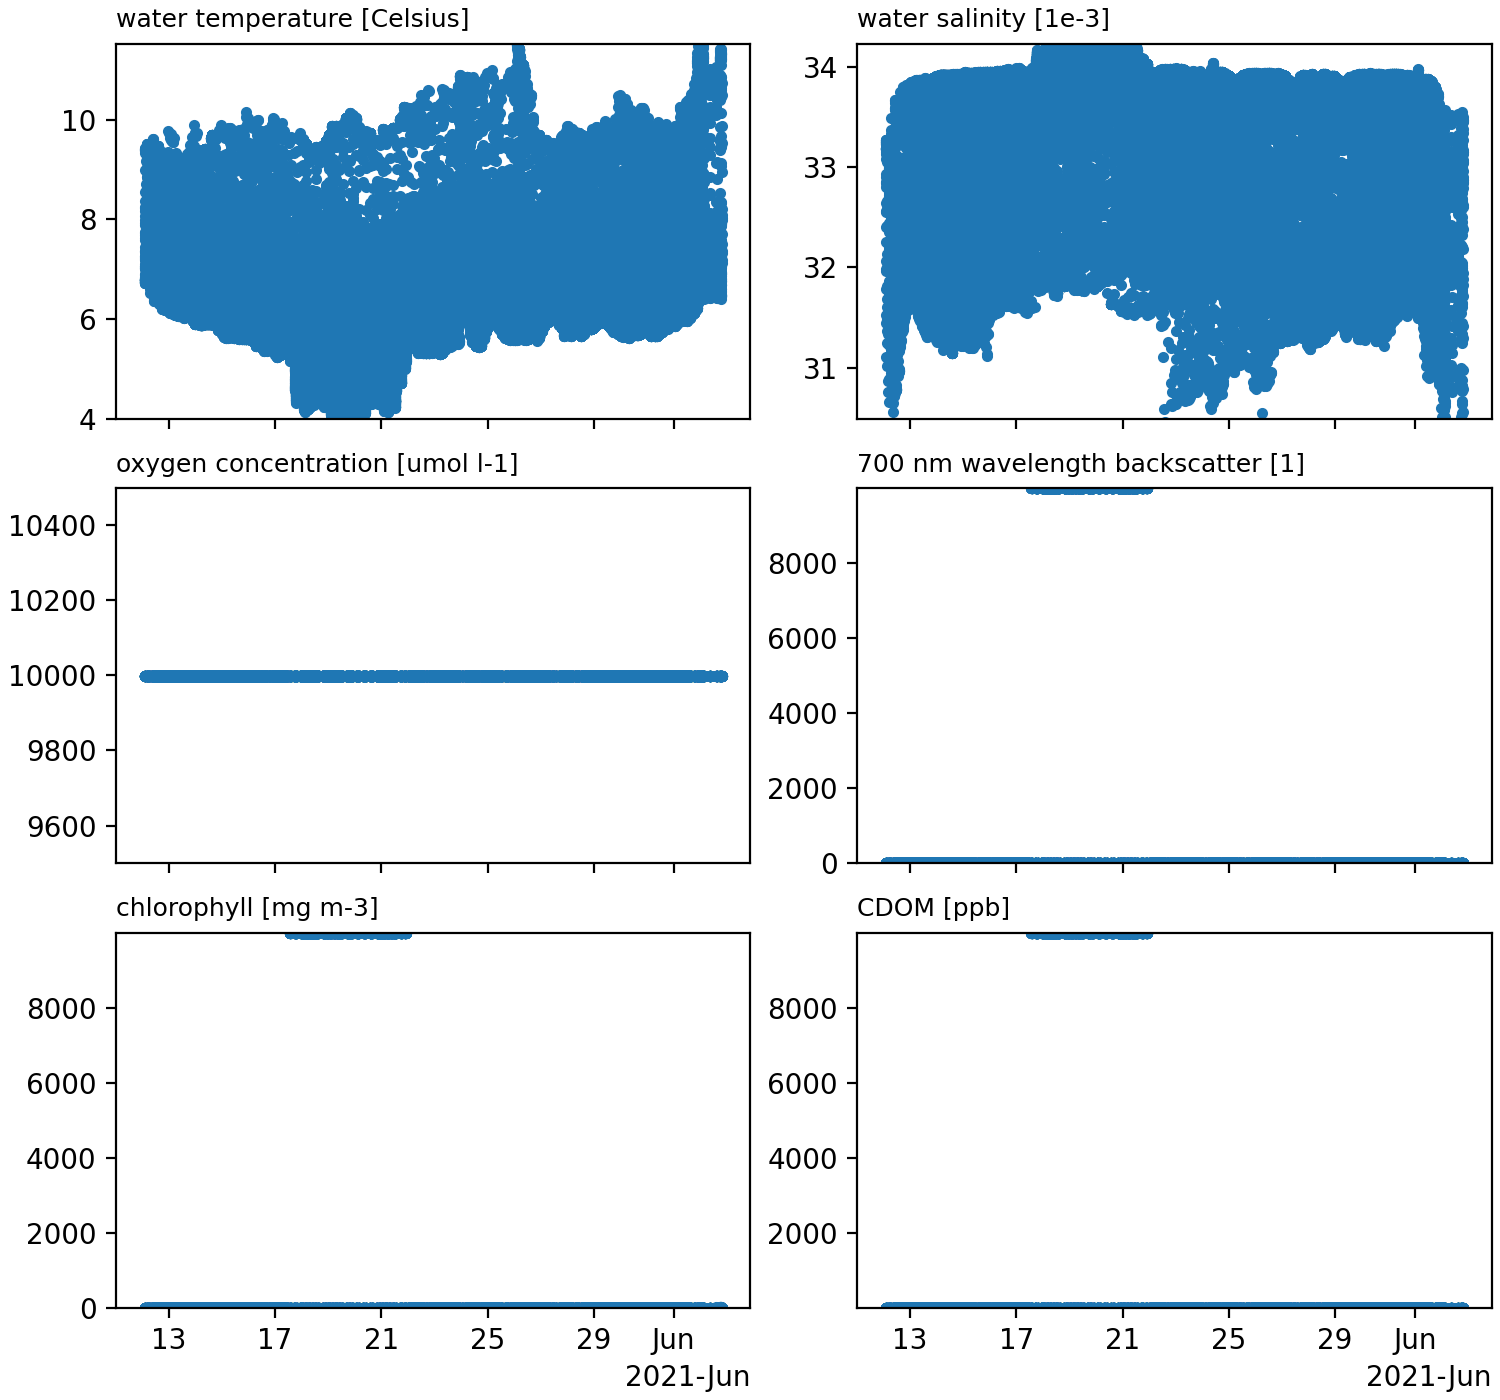 water temperature [Celsius]
10
8
6
4
water salinity [1e-3]
34
33
32
31
oxygen concentration [umol l-1]
10400
10200
10000
9800
9600
700 nm wavelength backscatter [1]
8000
6000
4000
2000
0
chlorophyll [mg m-3]
8000
6000
4000
2000
0
13 17 21 25 29 Jun
2021-Jun
CDOM [ppb]
8000
6000
4000
2000
13 17 21 25 29 Jun
2021-Jun